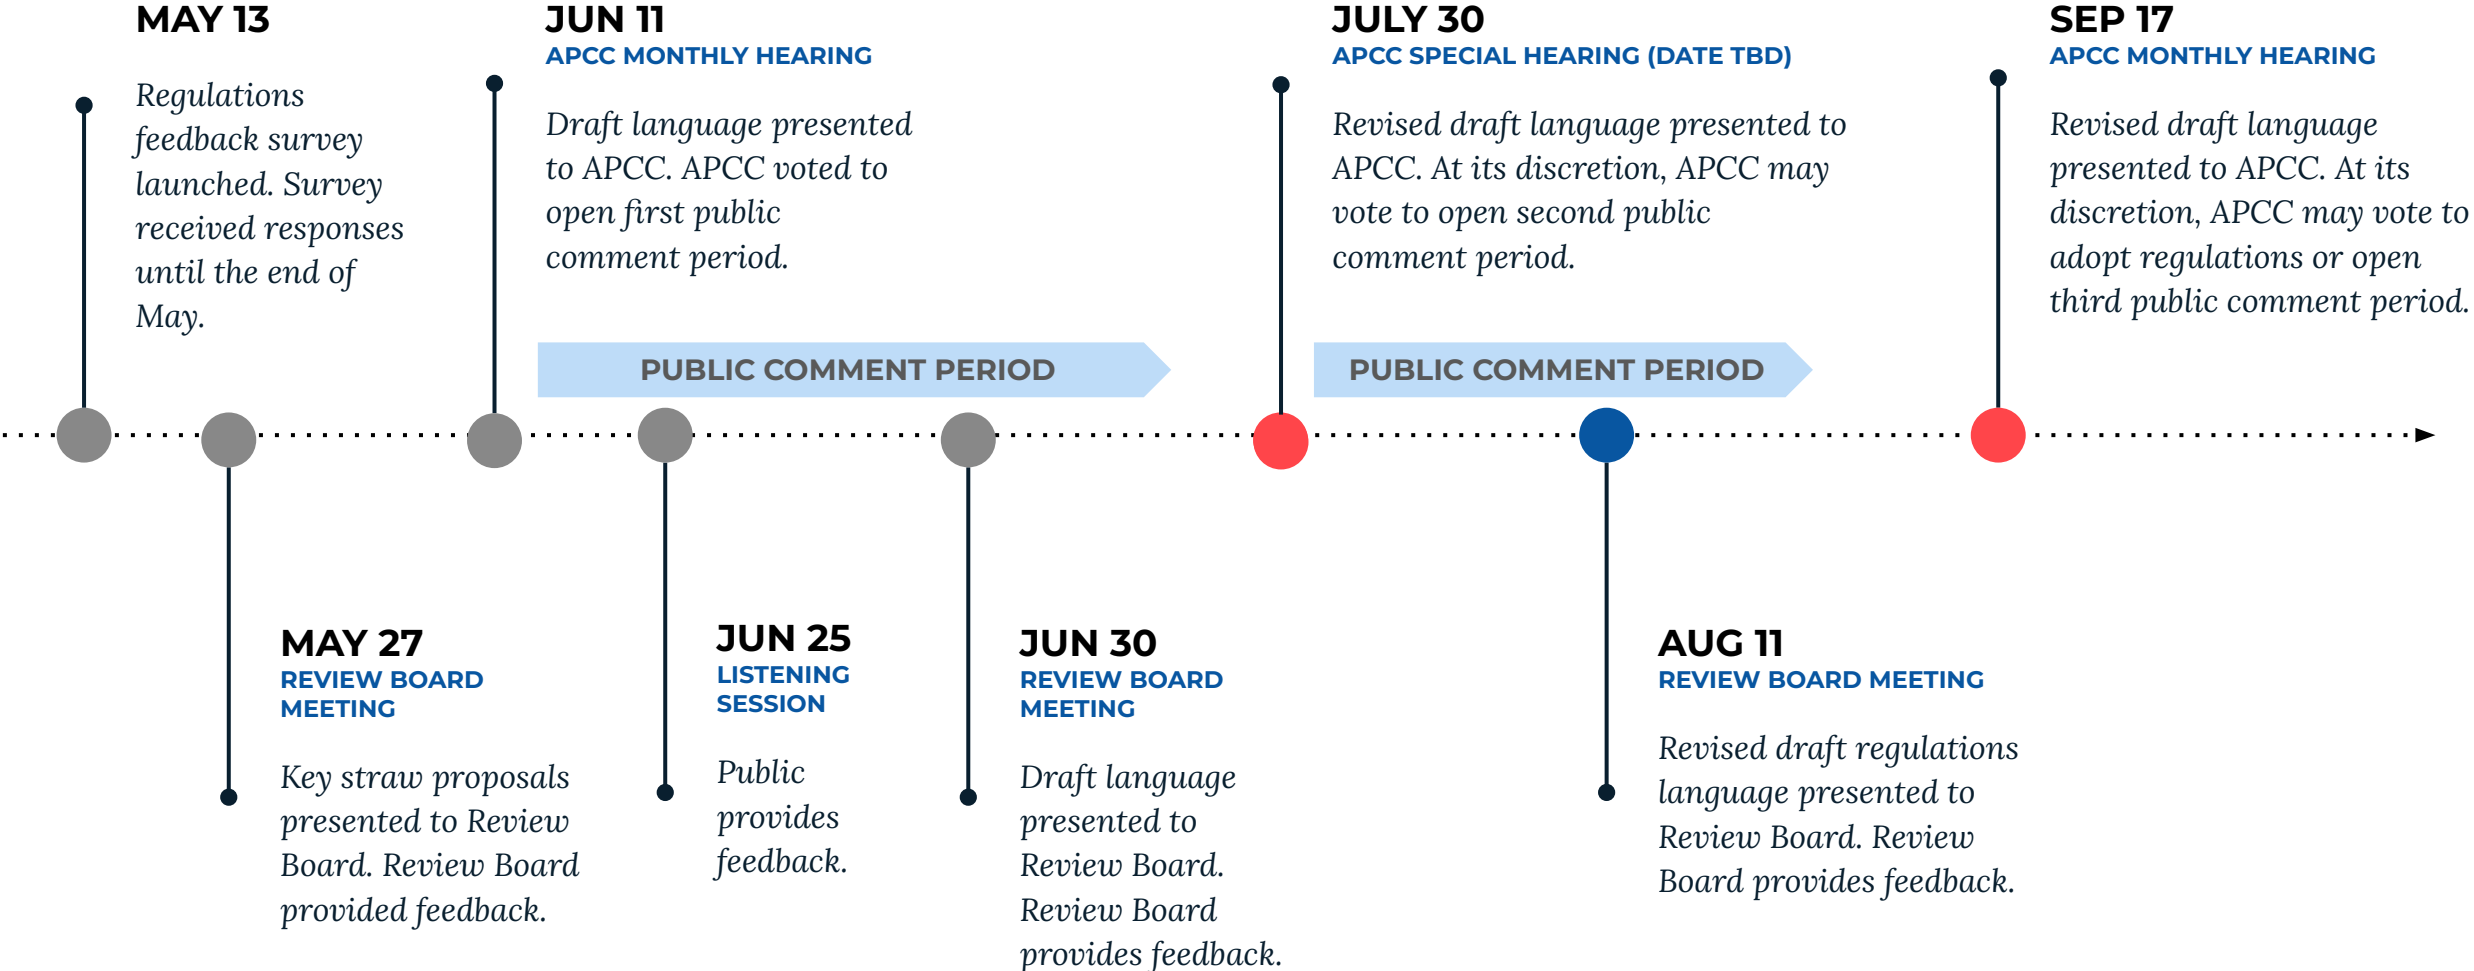 MAY 13
Regulations
feedback survey
launched. Survey
received responses
until the end of
May.
JUN 11
APCC MONTHLY HEARING
Draft language presented
to APCC. APCC voted to
open first public
comment period.
JULY 30
APCC SPECIAL HEARING (DATE TBD)
Revised draft language presented to
APCC. At its discretion, APCC may
vote to open second public
comment period.
SEP 17
APCC MONTHLY HEARING
Revised draft language
presented to APCC. At its
discretion, APCC may vote to
adopt regulations or open
third public comment period.
PUBLIC COMMENT PERIOD
PUBLIC COMMENT PERIOD
MAY 27
REVIEW BOARD
MEETING
Key straw proposals
presented to Review
Board. Review Board
provided feedback.
JUN 25
LISTENING
SESSION
Public
provides
feedback.
JUN 30
REVIEW BOARD
MEETING
Draft language
presented to
Review Board.
Review Board
provides feedback.
AUG 11
REVIEW BOARD MEETING
Revised draft regulations
language presented to
Review Board. Review
Board provides feedback.